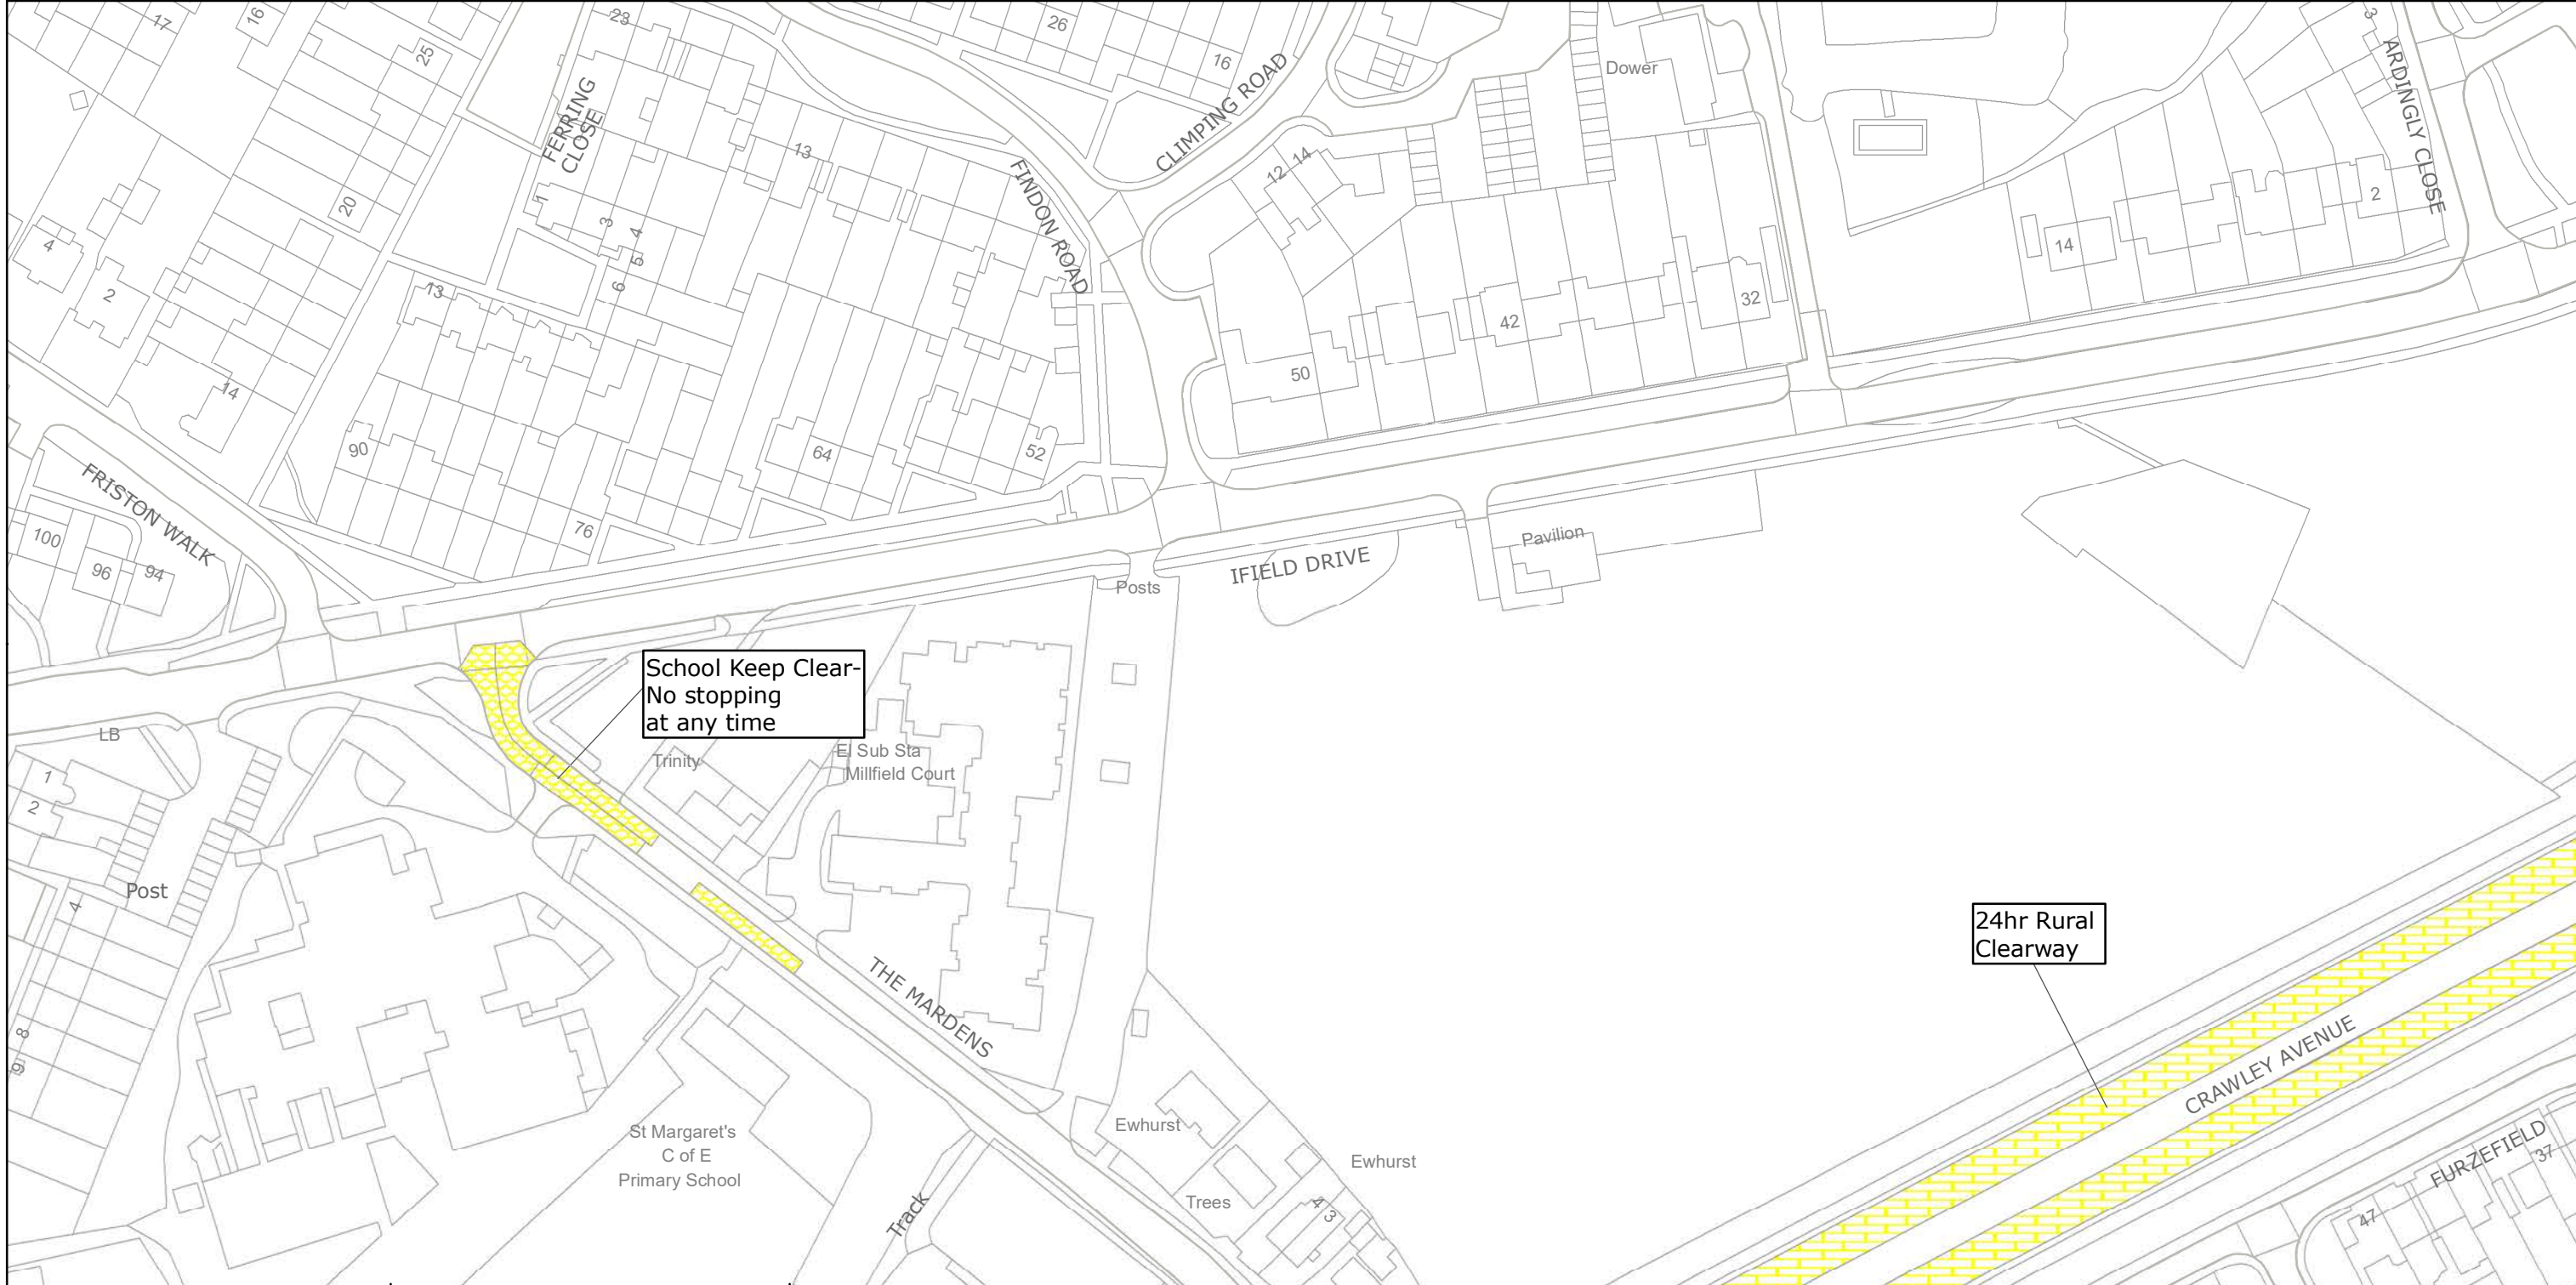 17
16
25
23
26
16
3
FERRING
CLOSE
CLIMPING ROAD
Dower
ARDINGLY CLOSE
13
12
14
FINDON ROAD
20
1
3
4
5
6
4
2
13
14
2
14
32
42
50
90
64
52
76
FRISTON WALK
100
96
94
Pavilion
IFIELD DRIVE
Posts
School Keep Clear-
No stopping
at any time
LB
1
2
Trinity
El Sub Sta
Millfield Court
Post
4
8
9
THE MARDENS
24hr Rural
Clearway
CRAWLEY AVENUE
FURZEFIELD
37
47
St Margaret's
C of E
Primary School
Ewhurst
Ewhurst
Trees
4
3
Track